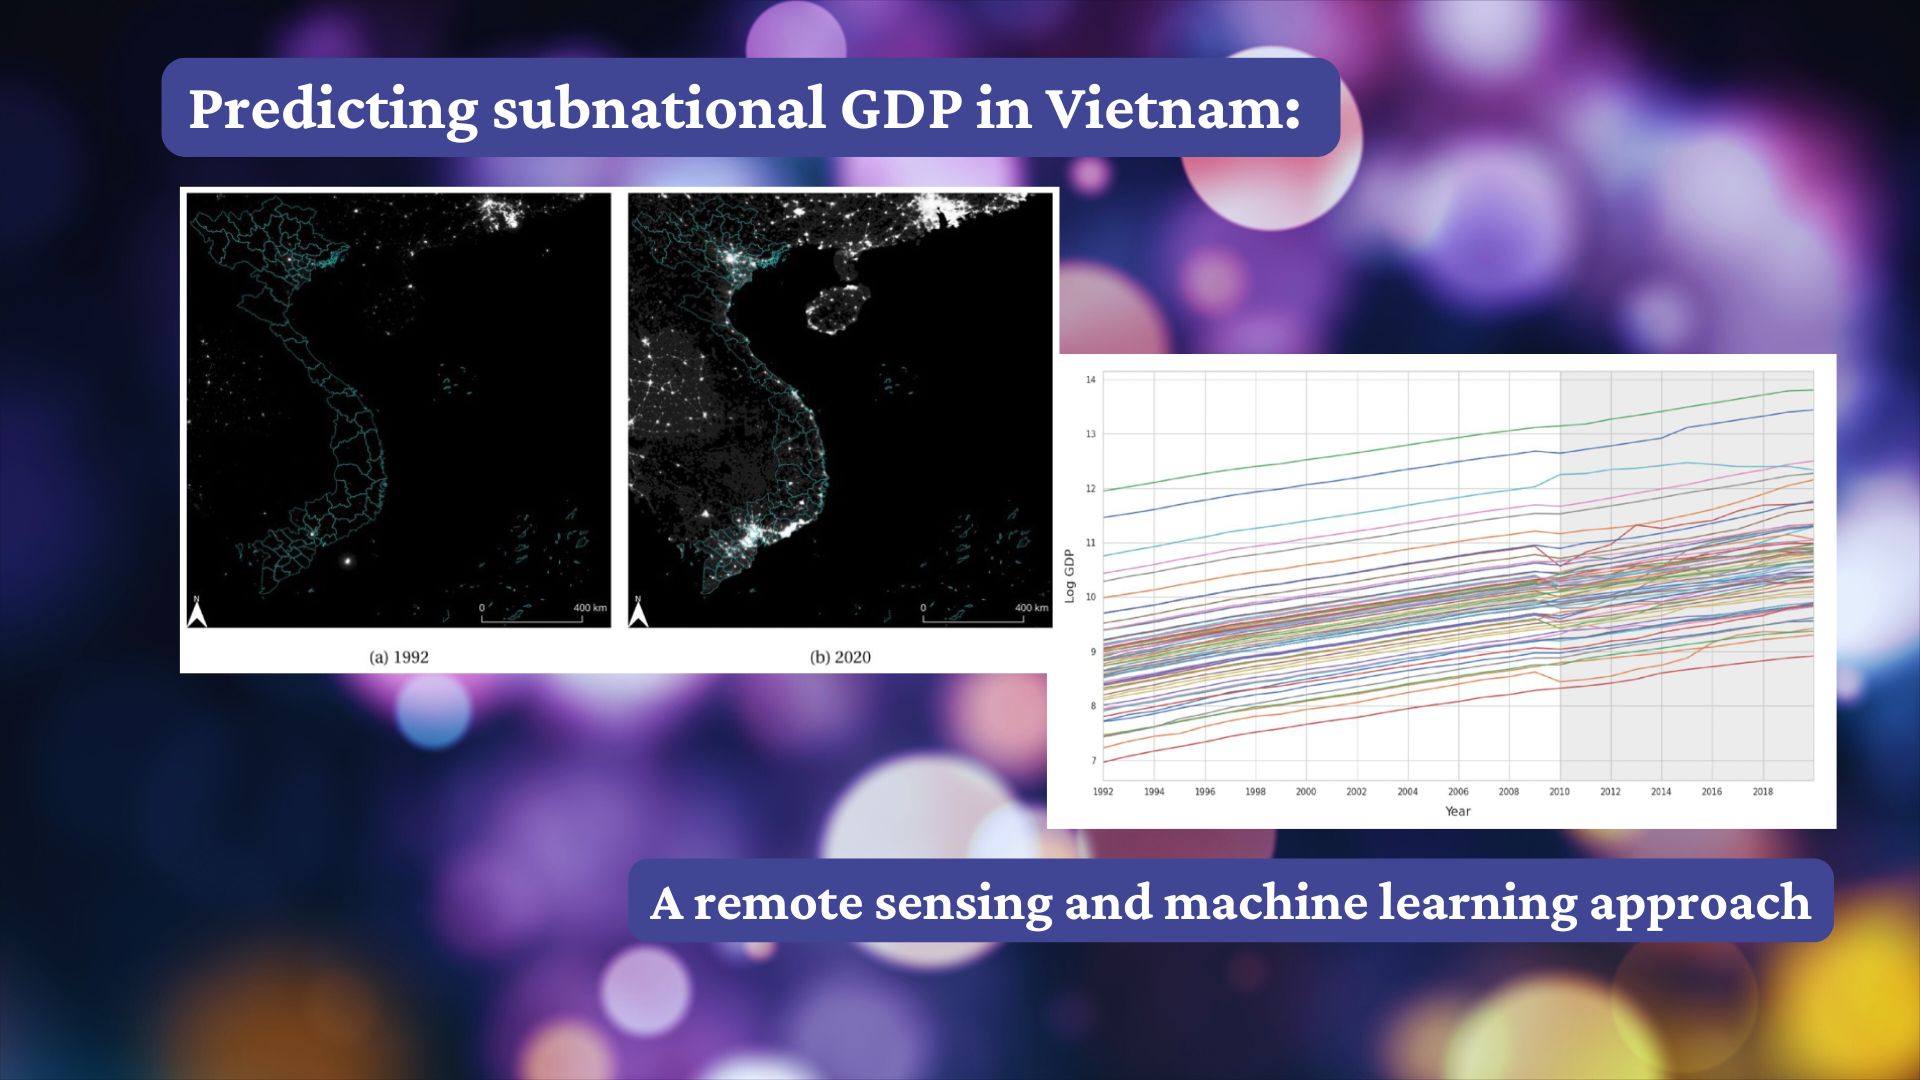 Predicting subnational GDP in Vietnam:
N
0 400 km
(a) 1992
N
0 400 km
(b) 2020
14
13
12
11
10
9
8
7
Log GDP
1992 1994 1996 1998 2000 2002 2004 2006 2008 2010 2012 2014 2016 2018
Year
A remote sensing and machine learning approach